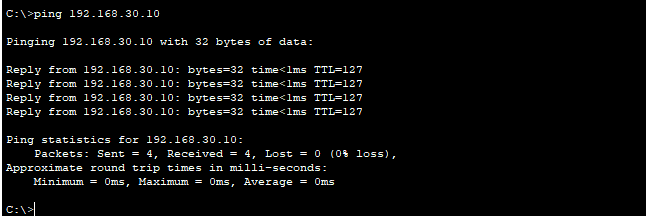 C:\>ping 192.168.30.10
Pinging 192.168.30.10 with 32 bytes of data:
Reply from 192.168.30.10: bytes=32 time<1ms TTL=127
Reply from 192.168.30.10: bytes=32 time<1ms TTL=127
Reply from 192.168.30.10: bytes=32 time<1ms TTL=127
Reply from 192.168.30.10: bytes=32 time<1ms TTL=127
Ping statistics for 192.168.30.10:
    Packets: Sent = 4, Received = 4, Lost = 0 (0% loss),
Approximate round trip times in milli-seconds:
    Minimum = 0ms, Maximum = 0ms, Average = 0ms
C:\>